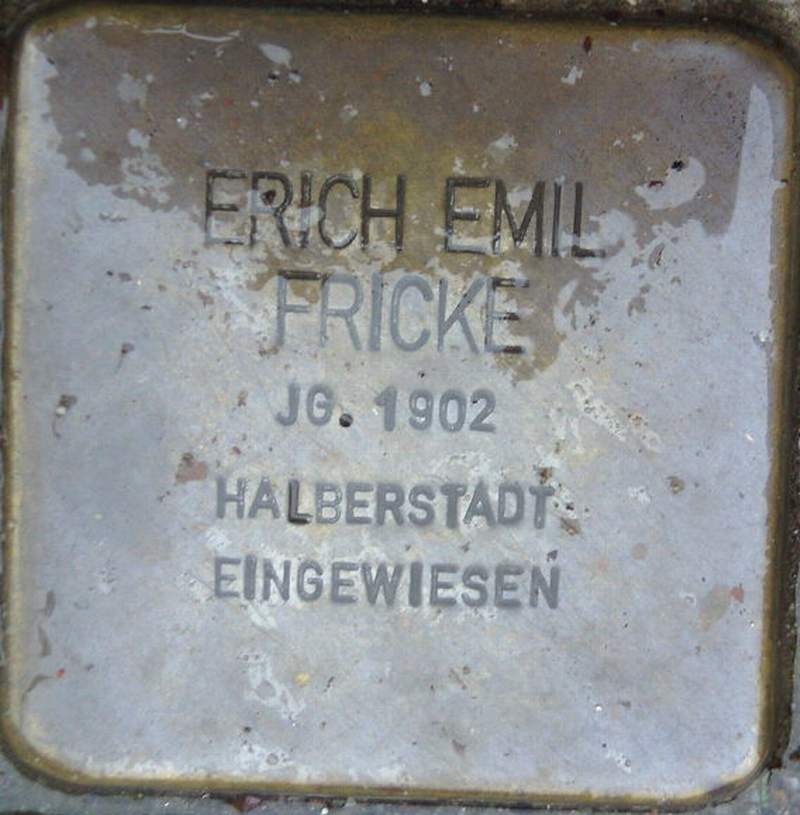 ERICH EMIL
FRICKE
JG. 1902
HALBERSTADT
EINGEWIESEN